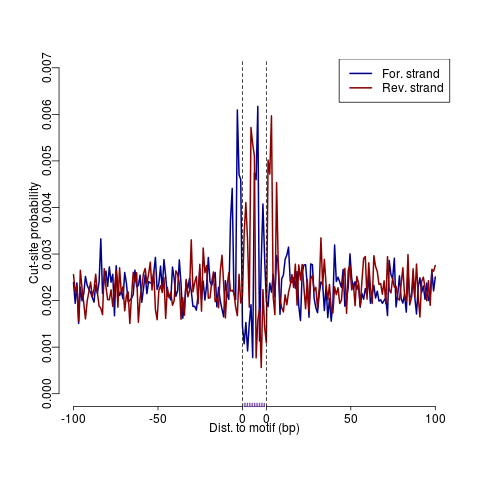 For. strand
Rev. strand
Cut-site probability
0.007
0.006
0.005
0.004
0.003
0.002
0.001
0.000
-100 -50 0 0 50 100
Dist. to motif (bp)